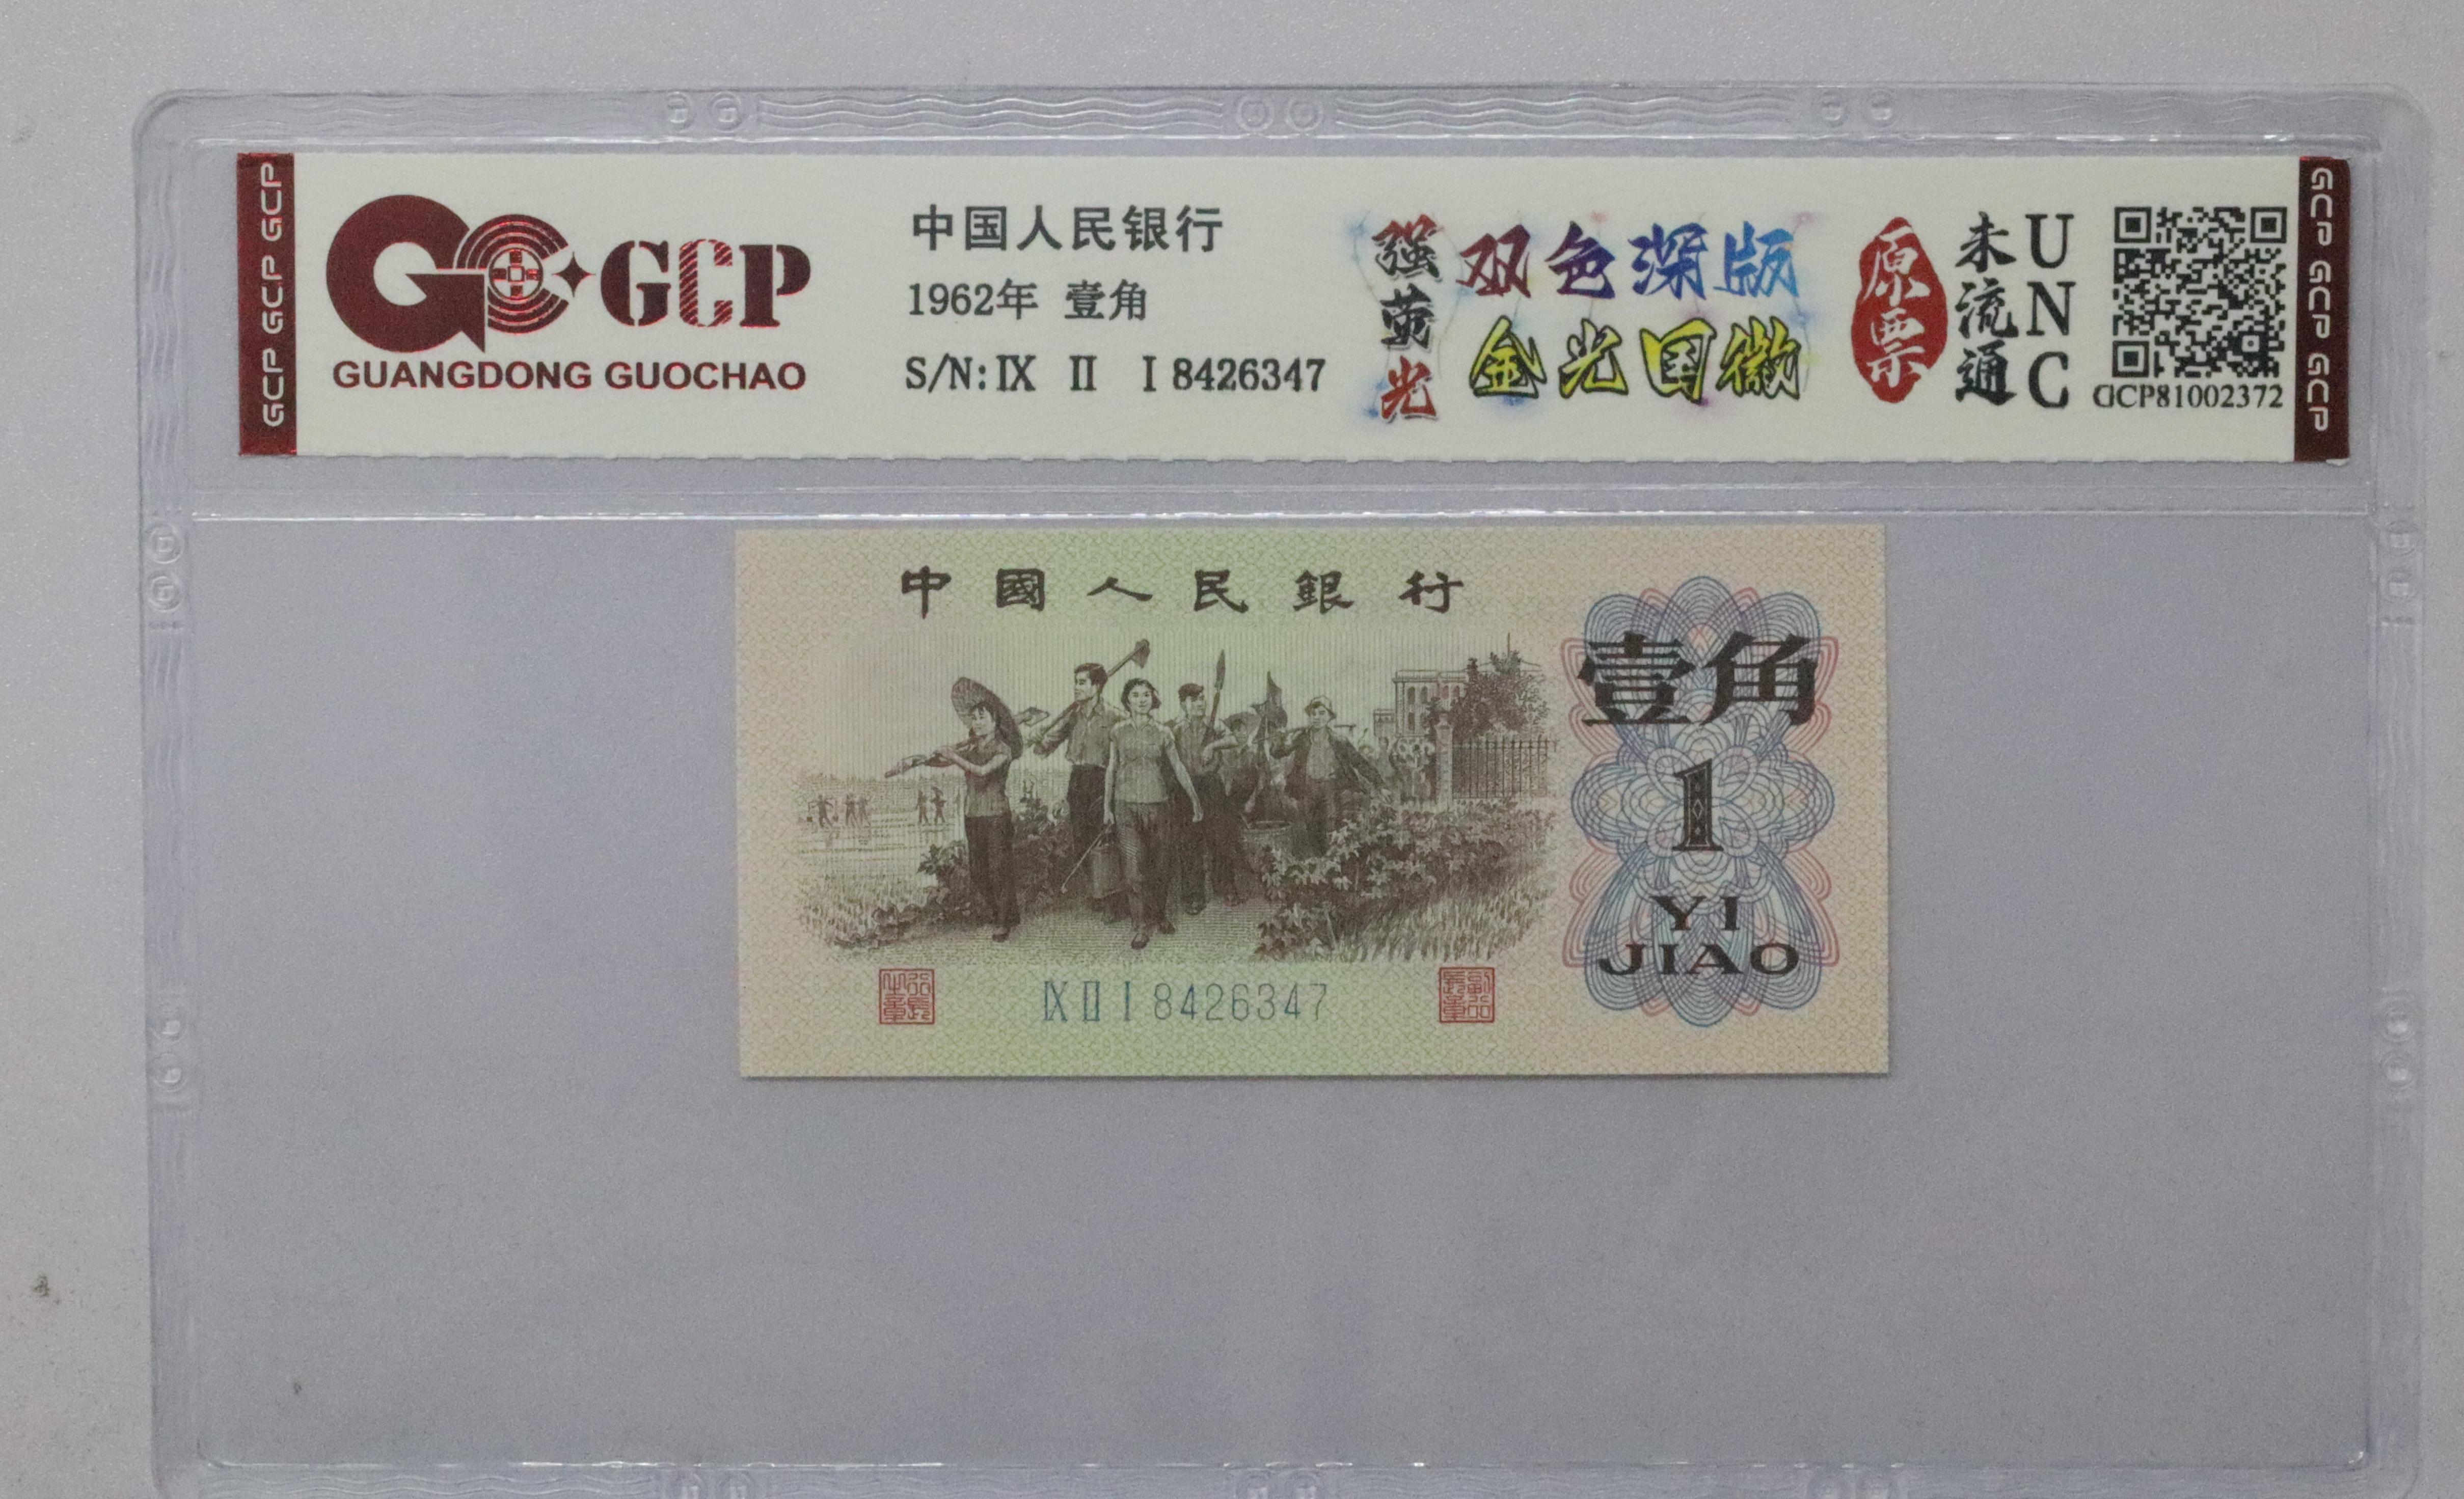 GCP GCP GCP
GCP
GUANGDONG GUOCHAO
中国人民银行
1962年 壹角
S/N: IX II I 8426347
强荧光
双色深版
金光国徽
原票
未流通
UNC
GCP81002372
GCP GCP GCP
中國人民銀行
壹角
1
YI
JIAO
IX II I 8426347